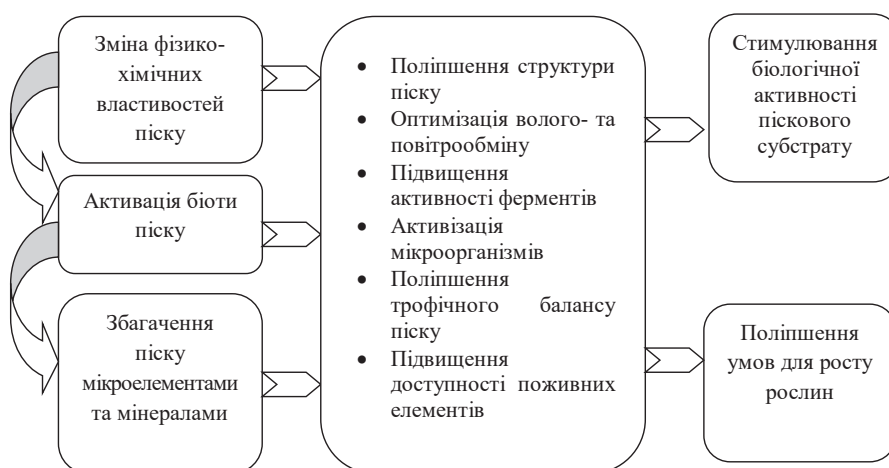 Зміна фізико-
хімічних
властивостей
піску
Активація біоти
піску
Збагачення
піску
мікроелементами
та мінералами
• Поліпшення структури
піску
• Оптимізація волого- та
повітрообміну
• Підвищення
активності ферментів
• Активізація
мікроорганізмів
• Поліпшення
трофічного балансу
піску
• Підвищення
доступності поживних
елементів
Стимулювання
біологічної
активності
піскового
субстрату
Поліпшення
умов для росту
рослин